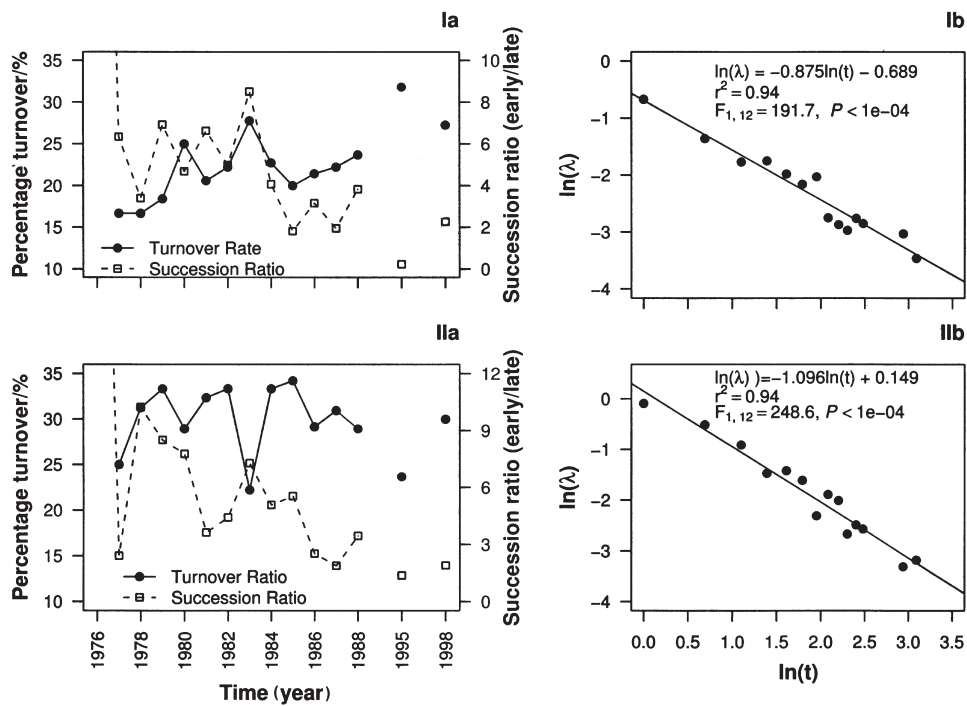 Ia
Percentage turnover/%
35
30
25
20
15
10
10
8
6
4
2
0
Succession ratio (early/late)
Turnover Rate
Succession Ratio
Ib
ln(λ) = −0.875ln(t) − 0.689
r² = 0.94
F1, 12 = 191.7, P < 1e−04
ln(λ)
0
−1
−2
−3
−4
IIa
Percentage turnover/%
35
30
25
20
15
10
12
9
6
3
0
Succession ratio (early/late)
Turnover Ratio
Succession Ratio
1976
1978
1980
1982
1984
1986
1988
1995
1998
Time (year)
IIb
ln(λ) )=−1.096ln(t) + 0.149
r² = 0.94
F1, 12 = 248.6, P < 1e−04
ln(λ)
0
−1
−2
−3
−4
0.0 0.5 1.0 1.5 2.0 2.5 3.0 3.5
ln(t)